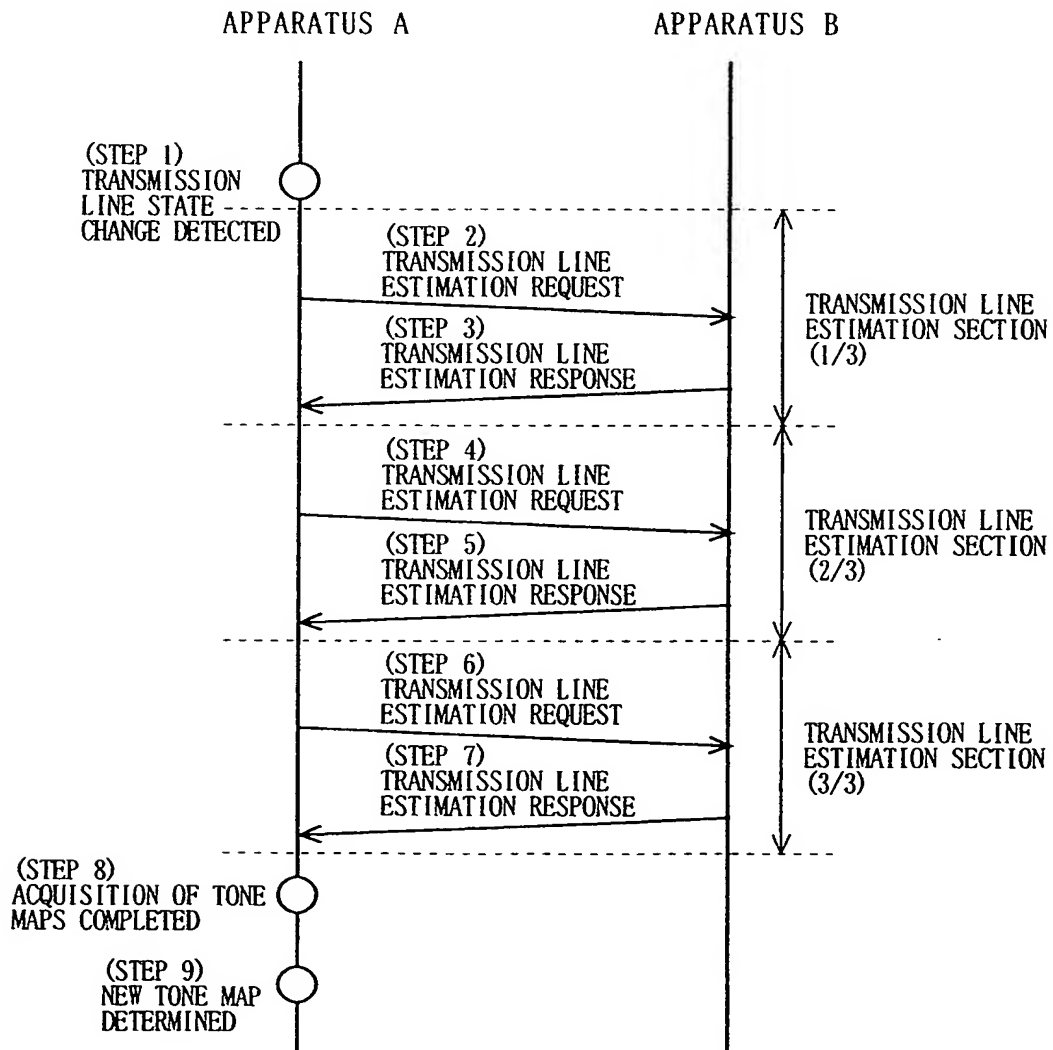 APPARATUS A
APPARATUS B
(STEP 1)
TRANSMISSION
LINE STATE
CHANGE DETECTED
(STEP 2)
TRANSMISSION LINE
ESTIMATION REQUEST
(STEP 3)
TRANSMISSION LINE
ESTIMATION RESPONSE
TRANSMISSION LINE
ESTIMATION SECTION
(1/3)
(STEP 4)
TRANSMISSION LINE
ESTIMATION REQUEST
(STEP 5)
TRANSMISSION LINE
ESTIMATION RESPONSE
TRANSMISSION LINE
ESTIMATION SECTION
(2/3)
(STEP 6)
TRANSMISSION LINE
ESTIMATION REQUEST
(STEP 7)
TRANSMISSION LINE
ESTIMATION RESPONSE
TRANSMISSION LINE
ESTIMATION SECTION
(3/3)
(STEP 8)
ACQUISITION OF TONE
MAPS COMPLETED
(STEP 9)
NEW TONE MAP
DETERMINED